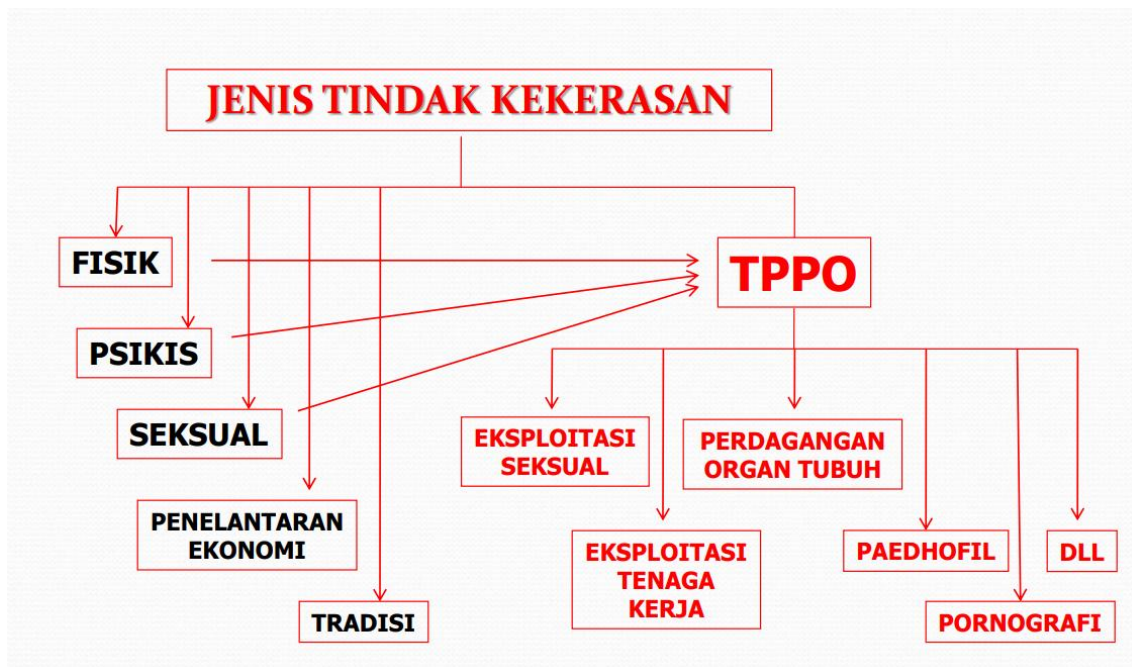 JENIS TINDAK KEKERASAN
FISIK
PSIKIS
SEKSUAL
PENELANTARAN
EKONOMI
TRADISI
TPPO
EKSPLOITASI
SEKSUAL
PERDAGANGAN
ORGAN TUBUH
EKSPLOITASI
TENAGA
KERJA
PAEDHOFIL
DLL
PORNOGRAFI